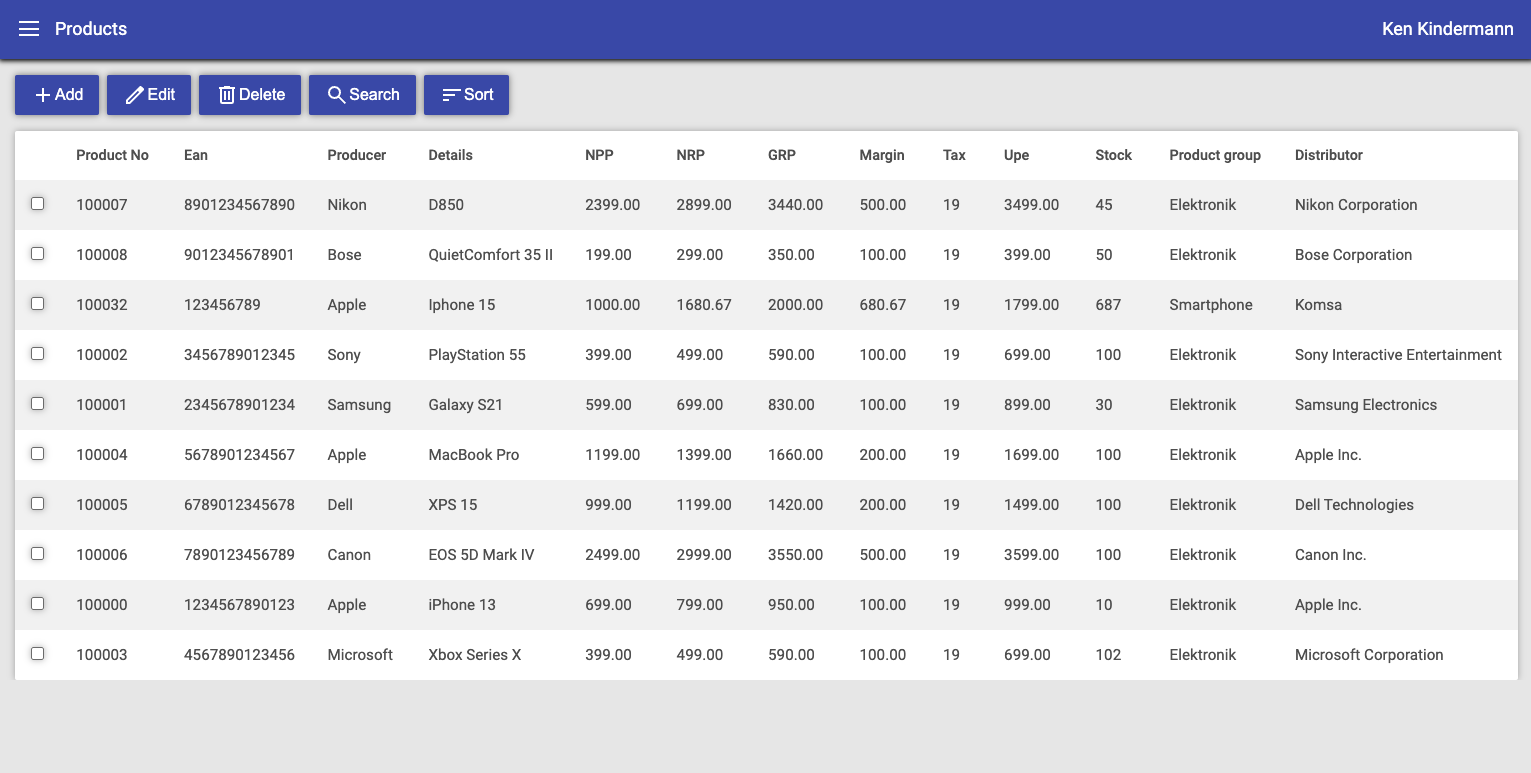 Products Ken Kindermann
Add Edit Delete Search Sort
Product No Ean Producer Details NPP NRP GRP Margin Tax Upe Stock Product group Distributor
100007 8901234567890 Nikon D850 2399.00 2899.00 3440.00 500.00 19 3499.00 45 Elektronik Nikon Corporation
100008 9012345678901 Bose QuietComfort 35 II 199.00 299.00 350.00 100.00 19 399.00 50 Elektronik Bose Corporation
100032 123456789 Apple Iphone 15 1000.00 1680.67 2000.00 680.67 19 1799.00 687 Smartphone Komsa
100002 3456789012345 Sony PlayStation 55 399.00 499.00 590.00 100.00 19 699.00 100 Elektronik Sony Interactive Entertainment
100001 2345678901234 Samsung Galaxy S21 599.00 699.00 830.00 100.00 19 899.00 30 Elektronik Samsung Electronics
100004 5678901234567 Apple MacBook Pro 1199.00 1399.00 1660.00 200.00 19 1699.00 100 Elektronik Apple Inc.
100005 6789012345678 Dell XPS 15 999.00 1199.00 1420.00 200.00 19 1499.00 100 Elektronik Dell Technologies
100006 7890123456789 Canon EOS 5D Mark IV 2499.00 2999.00 3550.00 500.00 19 3599.00 100 Elektronik Canon Inc.
100000 1234567890123 Apple iPhone 13 699.00 799.00 950.00 100.00 19 999.00 10 Elektronik Apple Inc.
100003 4567890123456 Microsoft Xbox Series X 399.00 499.00 590.00 100.00 19 699.00 102 Elektronik Microsoft Corporation